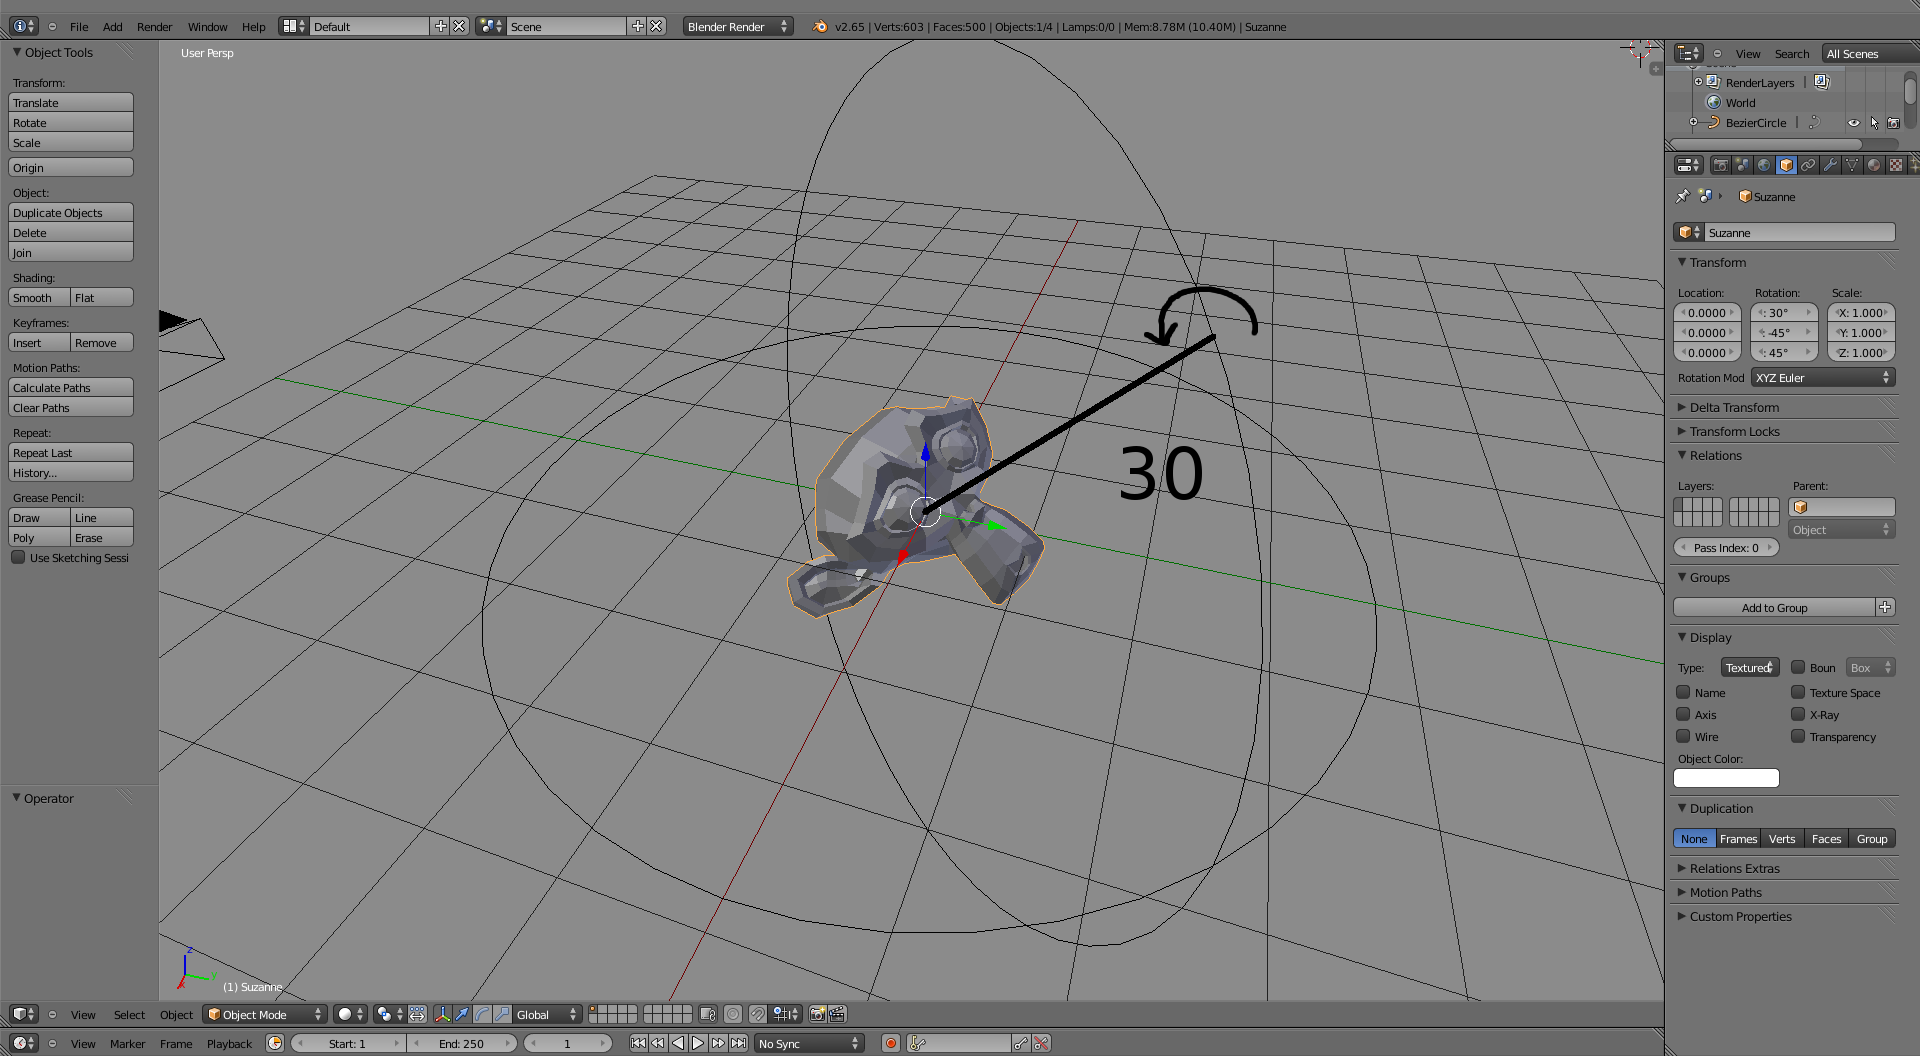 File Add Render Window Help Default Scene Blender Render v2.65 | Verts:603 | Faces:500 | Objects:1/4 | Lamps:0/0 | Mem:8.78M (10.40M) | Suzanne
Object Tools
Transform:
Translate
Rotate
Scale
Origin
Object:
Duplicate Objects
Delete
Join
Shading:
Smooth Flat
Keyframes:
Insert Remove
Motion Paths:
Calculate Paths
Clear Paths
Repeat:
Repeat Last
History...
Grease Pencil:
Draw Line
Poly Erase
Use Sketching Sessi
Operator
User Persp
30
z
y
x
(1) Suzanne
View Search All Scenes
RenderLayers
World
BezierCircle
Suzanne
Suzanne
Transform
Location: Rotation: Scale:
0.0000 : 30° X: 1.000
0.0000 : -45° Y: 1.000
0.0000 : 45° Z: 1.000
Rotation Mod XYZ Euler
Delta Transform
Transform Locks
Relations
Layers: Parent:
Object
Pass Index: 0
Groups
Add to Group
Display
Type: Textured Boun Box
Name Texture Space
Axis X-Ray
Wire Transparency
Object Color:
Duplication
None Frames Verts Faces Group
Relations Extras
Motion Paths
Custom Properties
View Select Object Object Mode Global
View Marker Frame Playback Start: 1 End: 250 1 No Sync